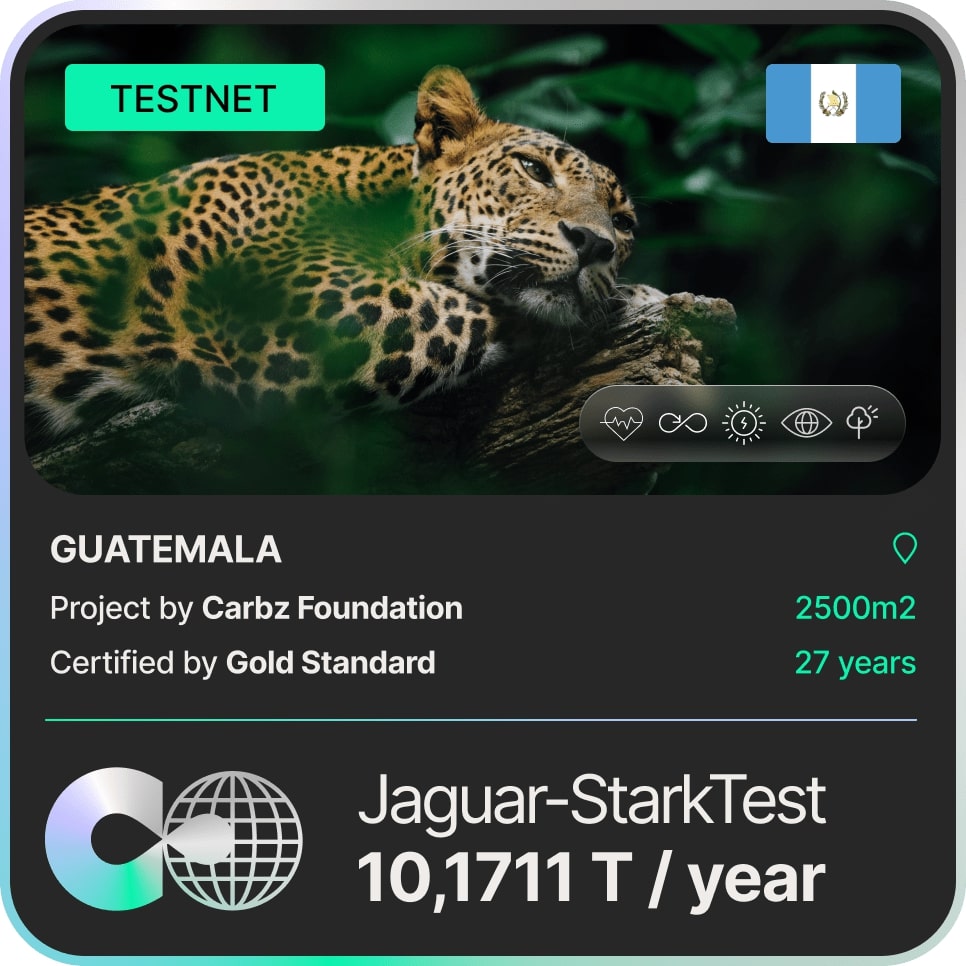 TESTNET
GUATEMALA
Project by Carbz Foundation
2500m2
Certified by Gold Standard
27 years
Jaguar-StarkTest
10,1711 T / year